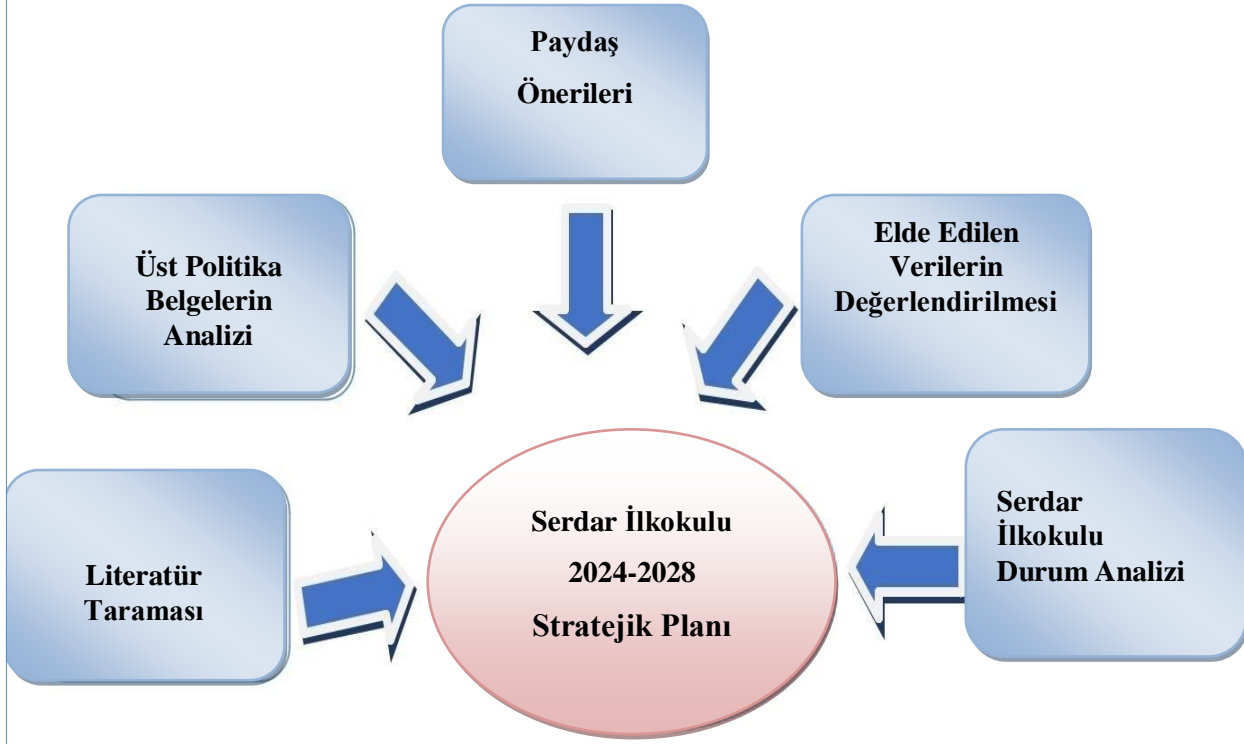 Paydaş
Önerileri
Üst Politika
Belgelerin
Analizi
Elde Edilen
Verilerin
Değerlendirilmesi
Literatür
Taraması
Serdar İlkokulu
2024-2028
Stratejik Planı
Serdar
İlkokulu
Durum Analizi